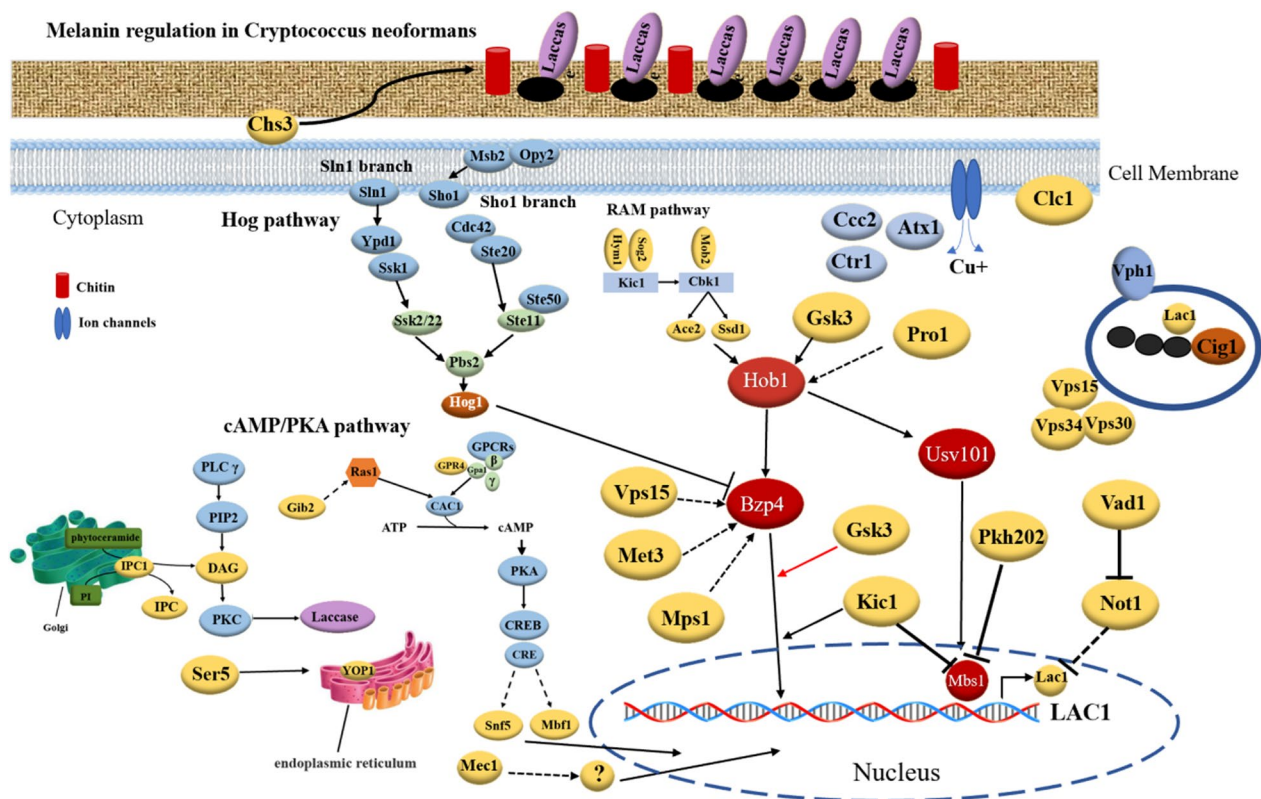 Melanin regulation in Cryptococcus neoformans
Laccas
e
Laccas
e
Laccas
e
Laccas
e
Laccas
e
Laccas
e
Chs3
Msb2
Opy2
Sln1 branch
Cell Membrane
Sln1
Sho1
Clc1
Cytoplasm
Hog pathway
Sho1 branch
RAM pathway
Ccc2
Atx1
Cdc42
Ypd1
Ste20
Hym1
Sog2
Mob2
Ctr1
Cu+
Ssk1
Vph1
Chitin
Kic1
Cbk1
Ste50
Ion channels
Ssk2/22
Ste11
Ace2
Ssd1
Gsk3
Pro1
Lac1
Cig1
Pbs2
Hob1
Vps15
Hog1
Vps34
Vps30
cAMP/PKA pathway
GPCRs
Usv101
PLC γ
GPR4
Gpa1
β
γ
Ras1
Vps15
Bzp4
Vad1
Gib2
CAC1
PIP2
ATP
cAMP
Gsk3
Pkh202
phytoceramide
Met3
IPC1
DAG
PKA
PI
IPC
Kic1
Not1
Golgi
PKC
Laccase
Mps1
CREB
CRE
Ser5
YOP1
Mbs1
Lac1
LAC1
Snf5
Mbf1
endoplasmic reticulum
Mec1
?
Nucleus